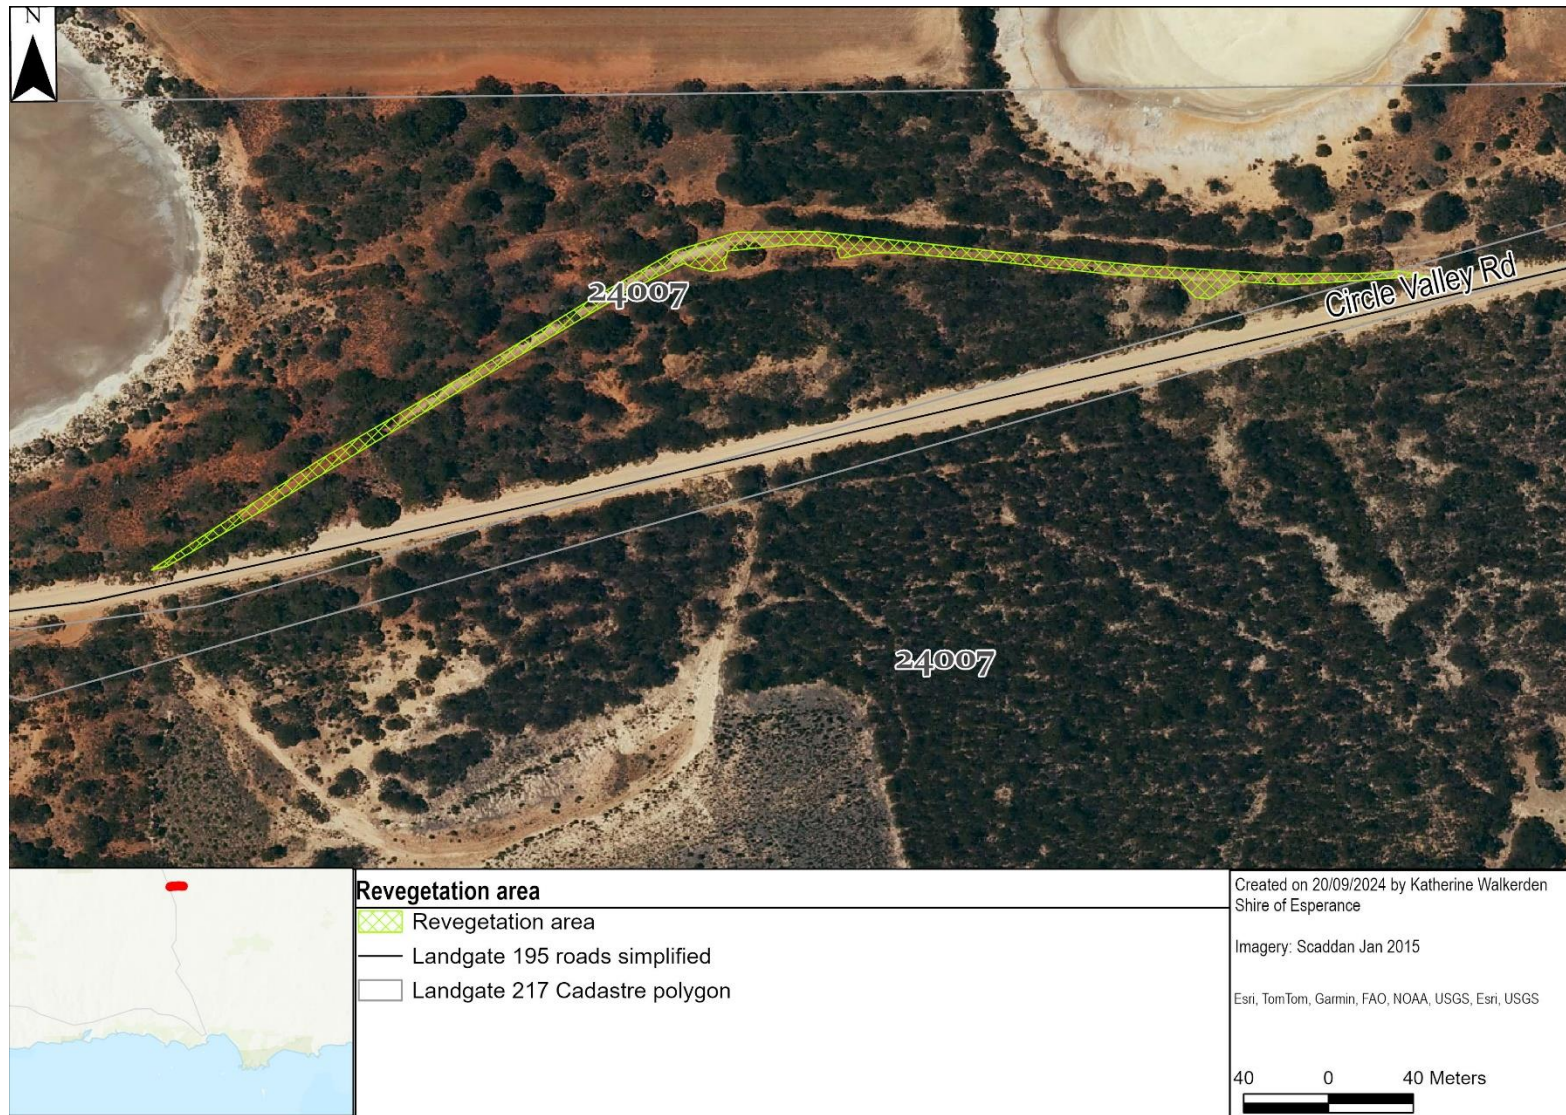 N
24007
Circle Valley Rd
24007
Revegetation area
Revegetation area
Landgate 195 roads simplified
Landgate 217 Cadastre polygon
Created on 20/09/2024 by Katherine Walkerden
Shire of Esperance
Imagery: Scaddan Jan 2015
Esri, TomTom, Garmin, FAO, NOAA, USGS, Esri, USGS
40 0 40 Meters